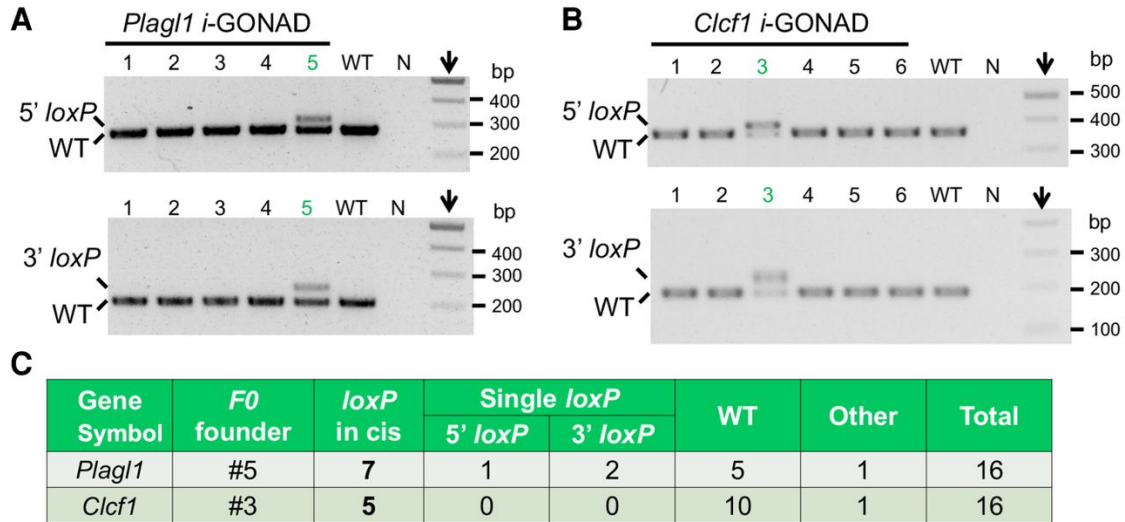 A
Plagl1 i-GONAD
1 2 3 4 5 WT N
bp
5' loxP
WT
400
300
200
1 2 3 4 5 WT N
bp
3' loxP
WT
400
300
200
B
Clcf1 i-GONAD
1 2 3 4 5 6 WT N
bp
5' loxP
WT
500
400
300
1 2 3 4 5 6 WT N
bp
3' loxP
WT
300
200
100
C
Gene Symbol F0 founder loxP in cis Single loxP WT Other Total
5' loxP 3' loxP
Plagl1 #5 7 1 2 5 1 16
Clcf1 #3 5 0 0 10 1 16